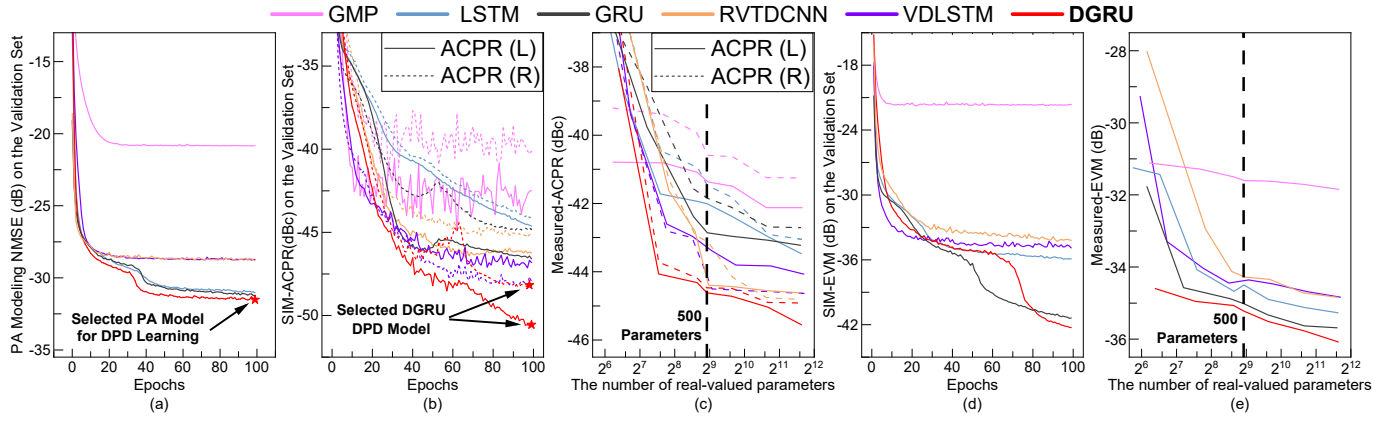 GMP LSTM GRU RVTDCNN VDLSTM DGRU
PA Modeling NMSE (dB) on the Validation Set
-13
-15
-20
-25
-30
-35
Selected PA Model
for DPD Learning
0 20 40 60 80 100
Epochs
(a)
SIM-ACPR(dBc) on the Validation Set
-35
-40
-45
-50
ACPR (L)
ACPR (R)
Selected DGRU
DPD Model
0 20 40 60 80 100
Epochs
(b)
Measured-ACPR (dBc)
-38
-40
-42
-44
-46
ACPR (L)
ACPR (R)
500
Parameters
2^6 2^7 2^8 2^9 2^10 2^11 2^12
The number of real-valued parameters
(c)
SIM-EVM (dB) on the Validation Set
-18
-24
-30
-36
-42
0 20 40 60 80 100
Epochs
(d)
Measured-EVM (dB)
-28
-30
-32
-34
-36
500
Parameters
2^6 2^7 2^8 2^9 2^10 2^11 2^12
The number of real-valued parameters
(e)